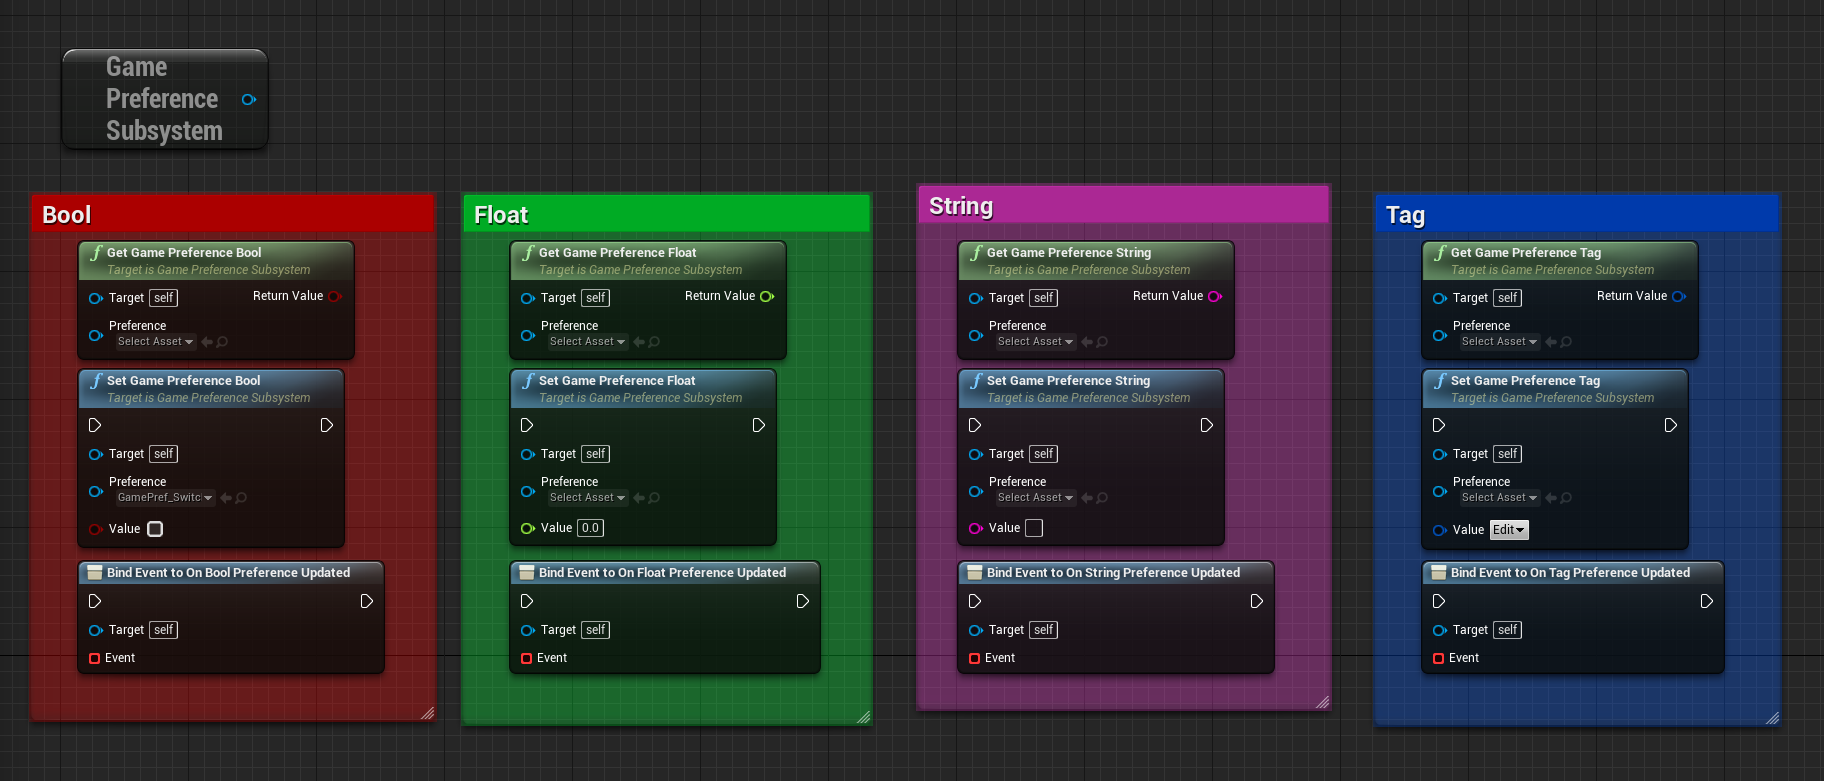 Game
Preference
Subsystem
Bool
Get Game Preference Bool
Target is Game Preference Subsystem
Target self
Return Value
Preference
Select Asset
Set Game Preference Bool
Target is Game Preference Subsystem
Target self
Preference
GamePref_Switc
Value
Bind Event to On Bool Preference Updated
Target self
Event
Float
Get Game Preference Float
Target is Game Preference Subsystem
Target self
Return Value
Preference
Select Asset
Set Game Preference Float
Target is Game Preference Subsystem
Target self
Preference
Select Asset
Value 0.0
Bind Event to On Float Preference Updated
Target self
Event
String
Get Game Preference String
Target is Game Preference Subsystem
Target self
Return Value
Preference
Select Asset
Set Game Preference String
Target is Game Preference Subsystem
Target self
Preference
Select Asset
Value
Bind Event to On String Preference Updated
Target self
Event
Tag
Get Game Preference Tag
Target is Game Preference Subsystem
Target self
Return Value
Preference
Select Asset
Set Game Preference Tag
Target is Game Preference Subsystem
Target self
Preference
Select Asset
Value Edit
Bind Event to On Tag Preference Updated
Target self
Event